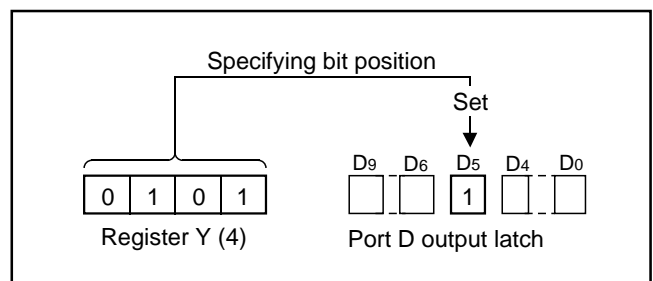 Specifying bit position
Set
D9 D6 D5 D4 D0
0 1 0 1 1
Register Y (4) Port D output latch